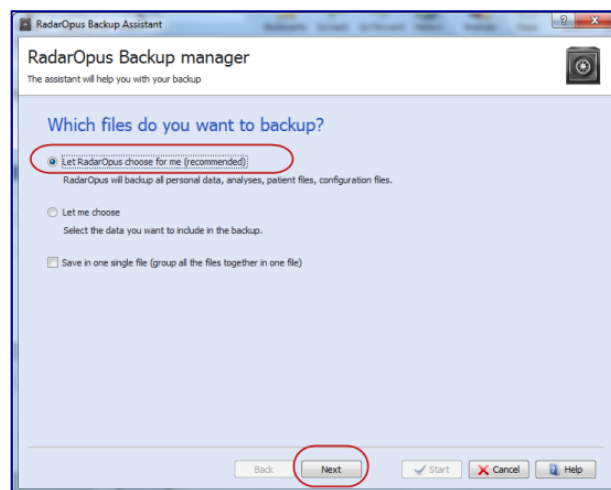 RadarOpus Backup Assistant
RadarOpus Backup manager
The assistant will help you with your backup
Which files do you want to backup?
Let RadarOpus choose for me (recommended)
RadarOpus will backup all personal data, analyses, patient files, configuration files.
Let me choose
Select the data you want to include in the backup.
Save in one single file (group all the files together in one file)
Back Next Start Cancel Help